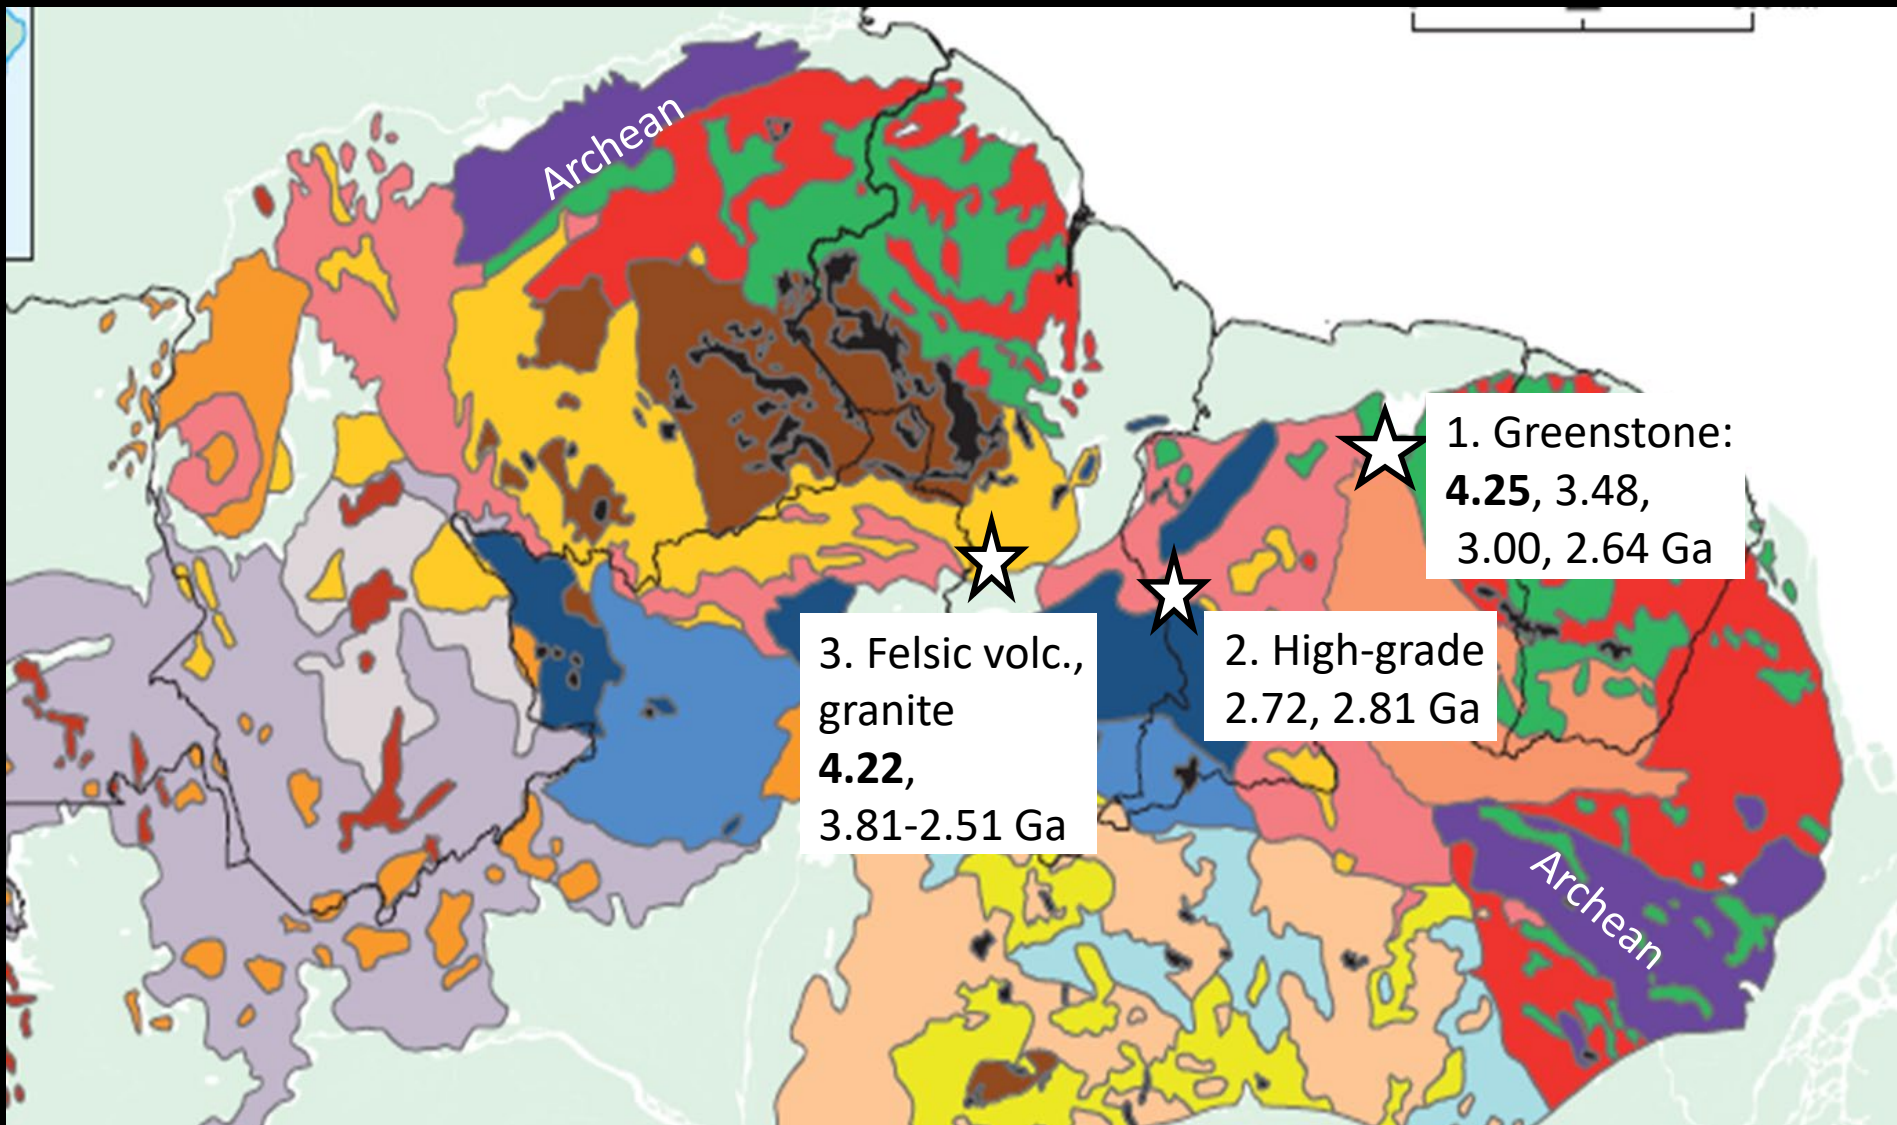 Archean
1. Greenstone:
4.25, 3.48,
3.00, 2.64 Ga
2. High-grade
2.72, 2.81 Ga
3. Felsic volc.,
granite
4.22,
3.81-2.51 Ga
Archean